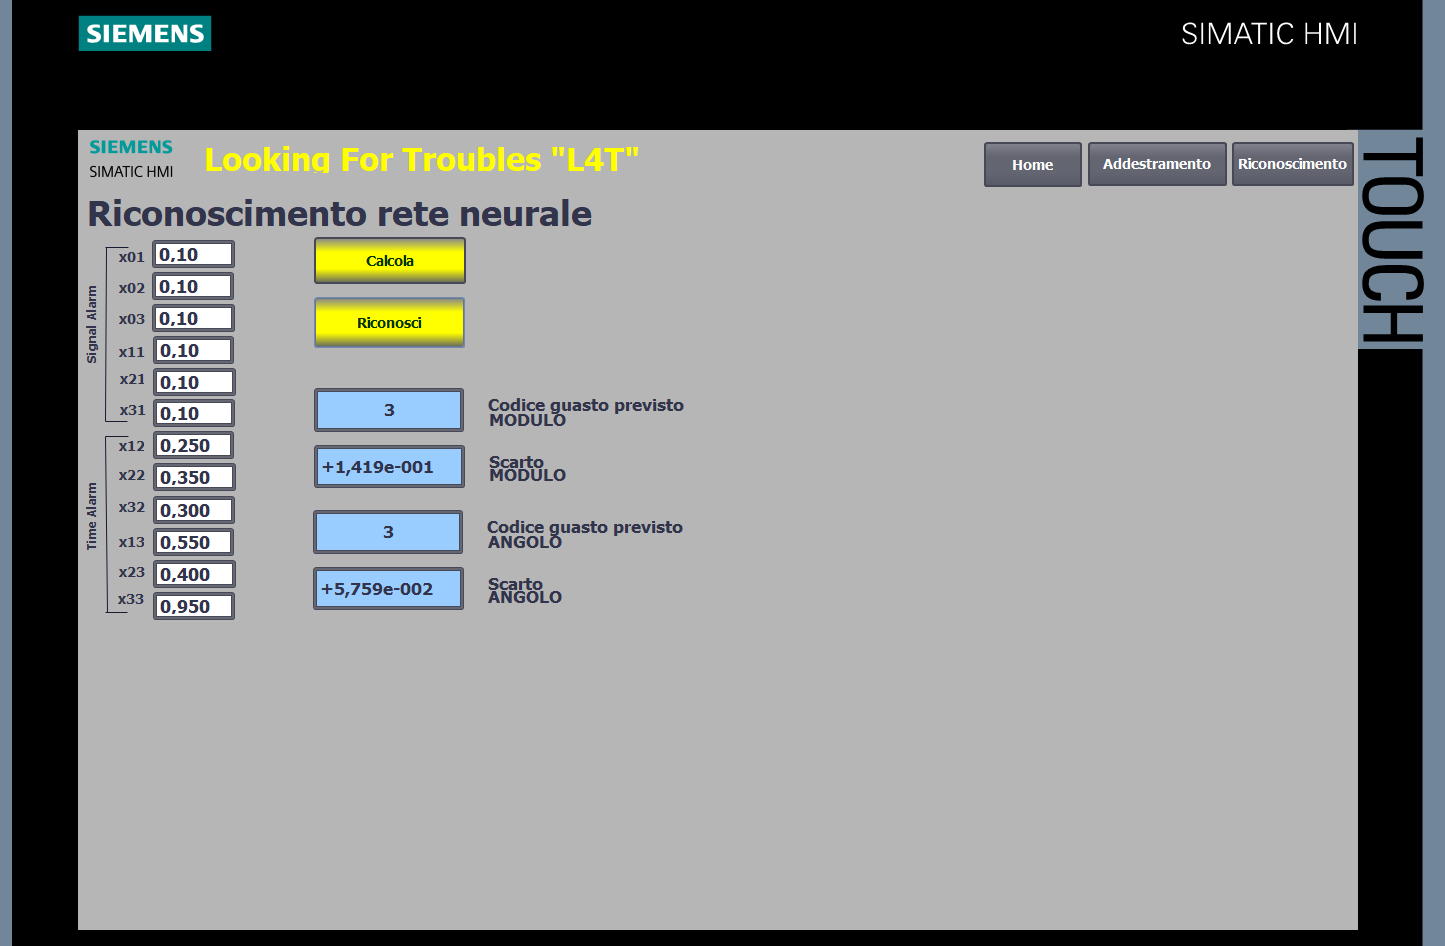 SIEMENS
SIMATIC HMI
TOUCH
SIEMENS
SIMATIC HMI
Looking For Troubles "L4T"
Home
Addestramento
Riconoscimento
Riconoscimento rete neurale
Signal Alarm
x01 0,10
x02 0,10
x03 0,10
x11 0,10
x21 0,10
x31 0,10
Time Alarm
x12 0,250
x22 0,350
x32 0,300
x13 0,550
x23 0,400
x33 0,950
Calcola
Riconosci
3
Codice guasto previsto
MODULO
+1,419e-001
Scarto
MODULO
3
Codice guasto previsto
ANGOLO
+5,759e-002
Scarto
ANGOLO